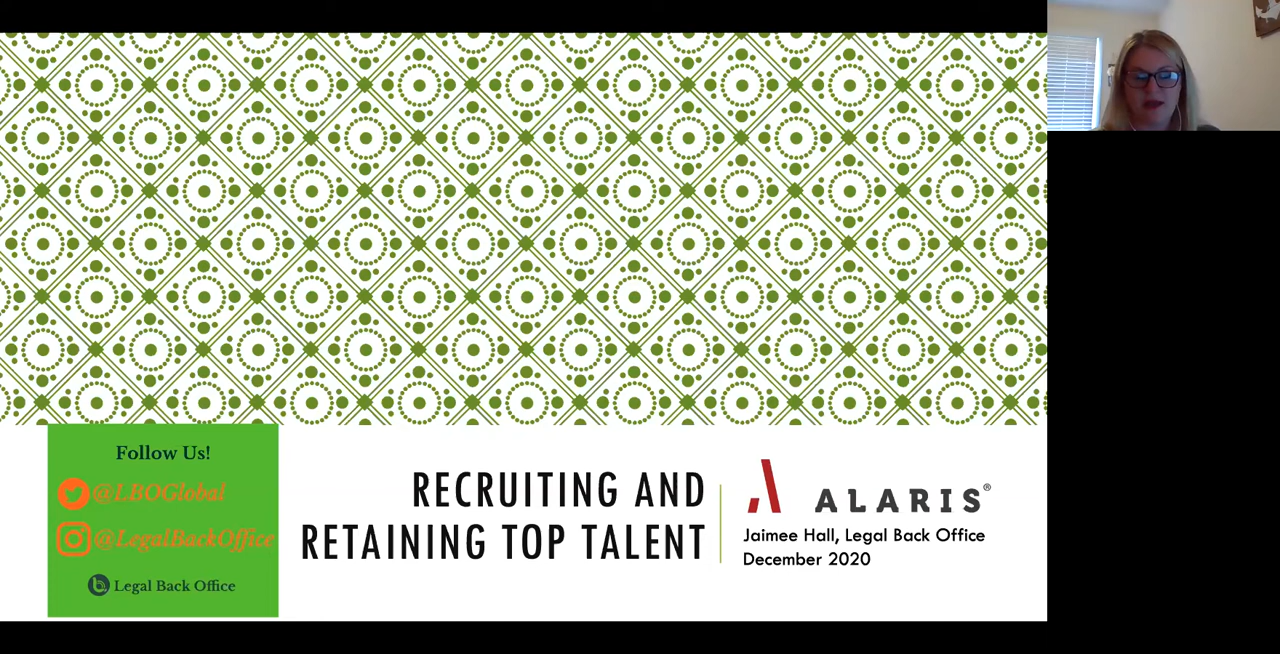 Follow Us!
@LBOGlobal
@LegalBackOffice
Legal Back Office
RECRUITING AND
RETAINING TOP TALENT
ALARIS®
Jaimee Hall, Legal Back Office
December 2020